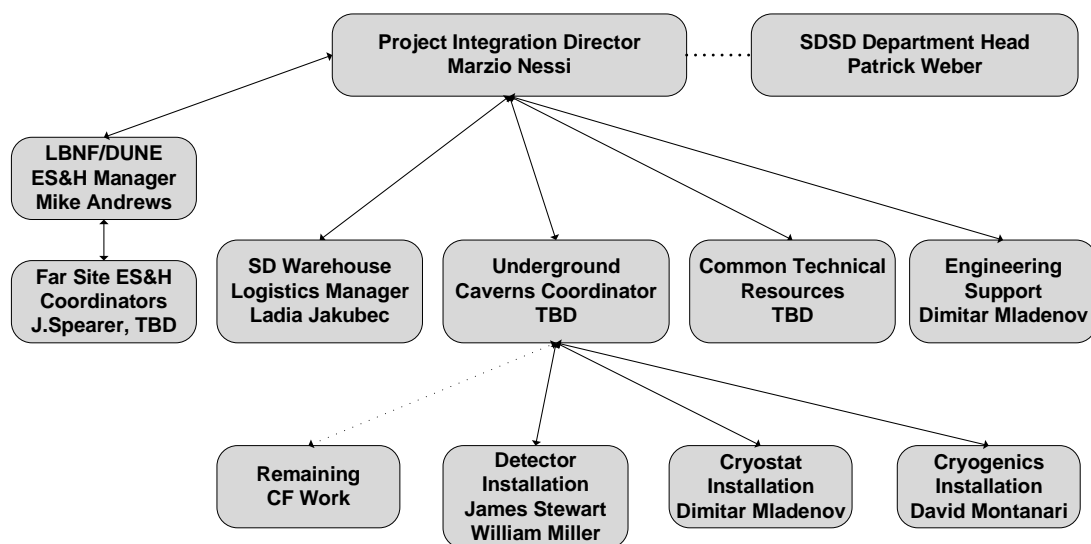 Project Integration Director
Marzio Nessi
SDSD Department Head
Patrick Weber
LBNF/DUNE
ES&H Manager
Mike Andrews
Far Site ES&H
Coordinators
J.Spearer, TBD
SD Warehouse
Logistics Manager
Ladia Jakubec
Underground
Caverns Coordinator
TBD
Common Technical
Resources
TBD
Engineering
Support
Dimitar Mladenov
Remaining
CF Work
Detector
Installation
James Stewart
William Miller
Cryostat
Installation
Dimitar Mladenov
Cryogenics
Installation
David Montanari